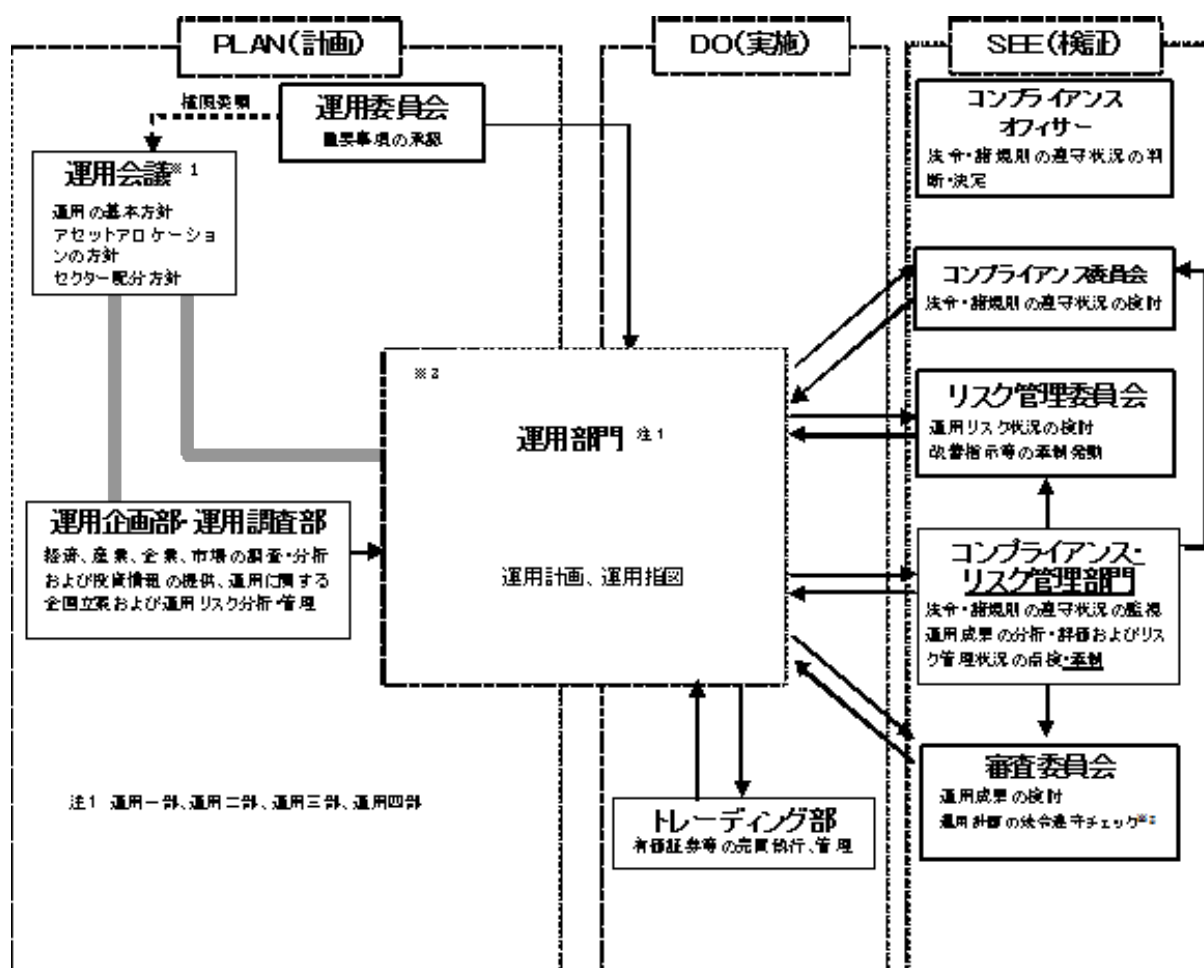 PLAN(計画)
DO(実施)
SEE(検証)
権限委譲
運用委員会
重要事項の承認
運用会議※1
運用の基本方針
アセットアロケーショ
ンの方針
セクター配分方針
コンプライアンス
オフィサー
法令・諸規則の遵守状況の判
断・決定
コンプライアンス委員会
法令・諸規則の遵守状況の検討
※2
運用部門 注1
運用計画、運用指図
リスク管理委員会
運用リスク状況の検討
改善指示等の牽制発動
運用企画部・運用調査部
経済、産業、企業、市場の調査・分析
および投資情報の提供、運用に関する
企画立案および運用リスク分析・管理
コンプライアンス・
リスク管理部門
法令・諸規則の遵守状況の監視
運用成果の分析・評価およびリス
ク管理状況の点検・牽制
審査委員会
運用成果の検討
運用計画の法令遵守チェック
トレーディング部
有価証券等の売買執行、管理
注1 運用一部、運用二部、運用三部、運用四部